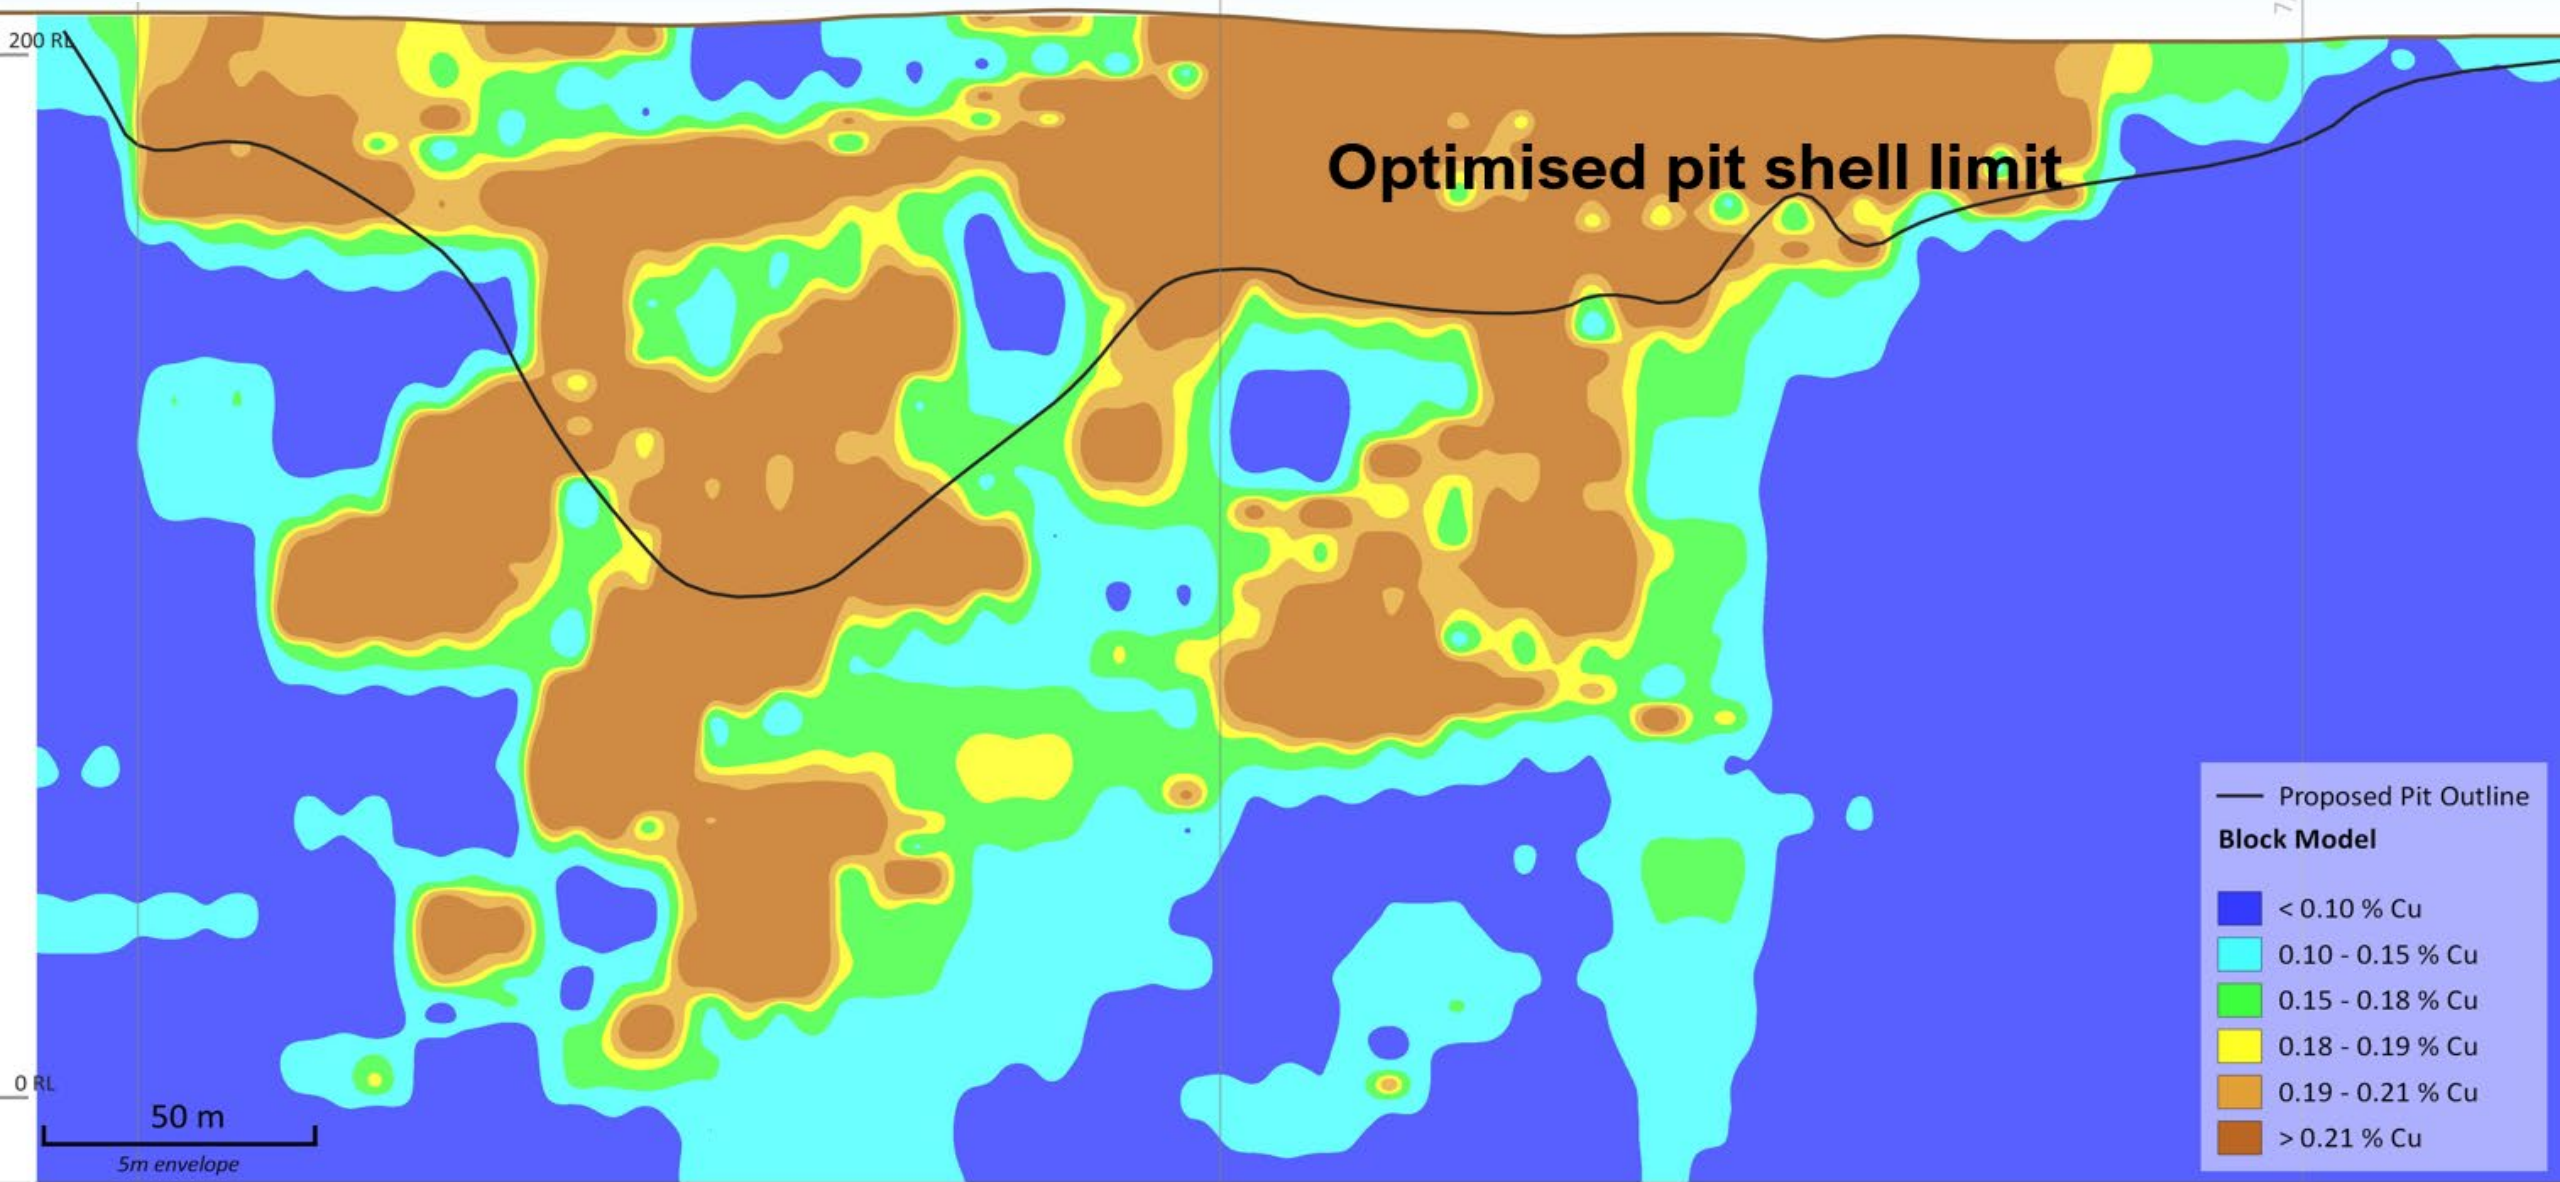 200 RL
Optimised pit shell limit
Proposed Pit Outline
Block Model
< 0.10 % Cu
0.10 - 0.15 % Cu
0.15 - 0.18 % Cu
0.18 - 0.19 % Cu
0.19 - 0.21 % Cu
> 0.21 % Cu
0 RL
50 m
5m envelope